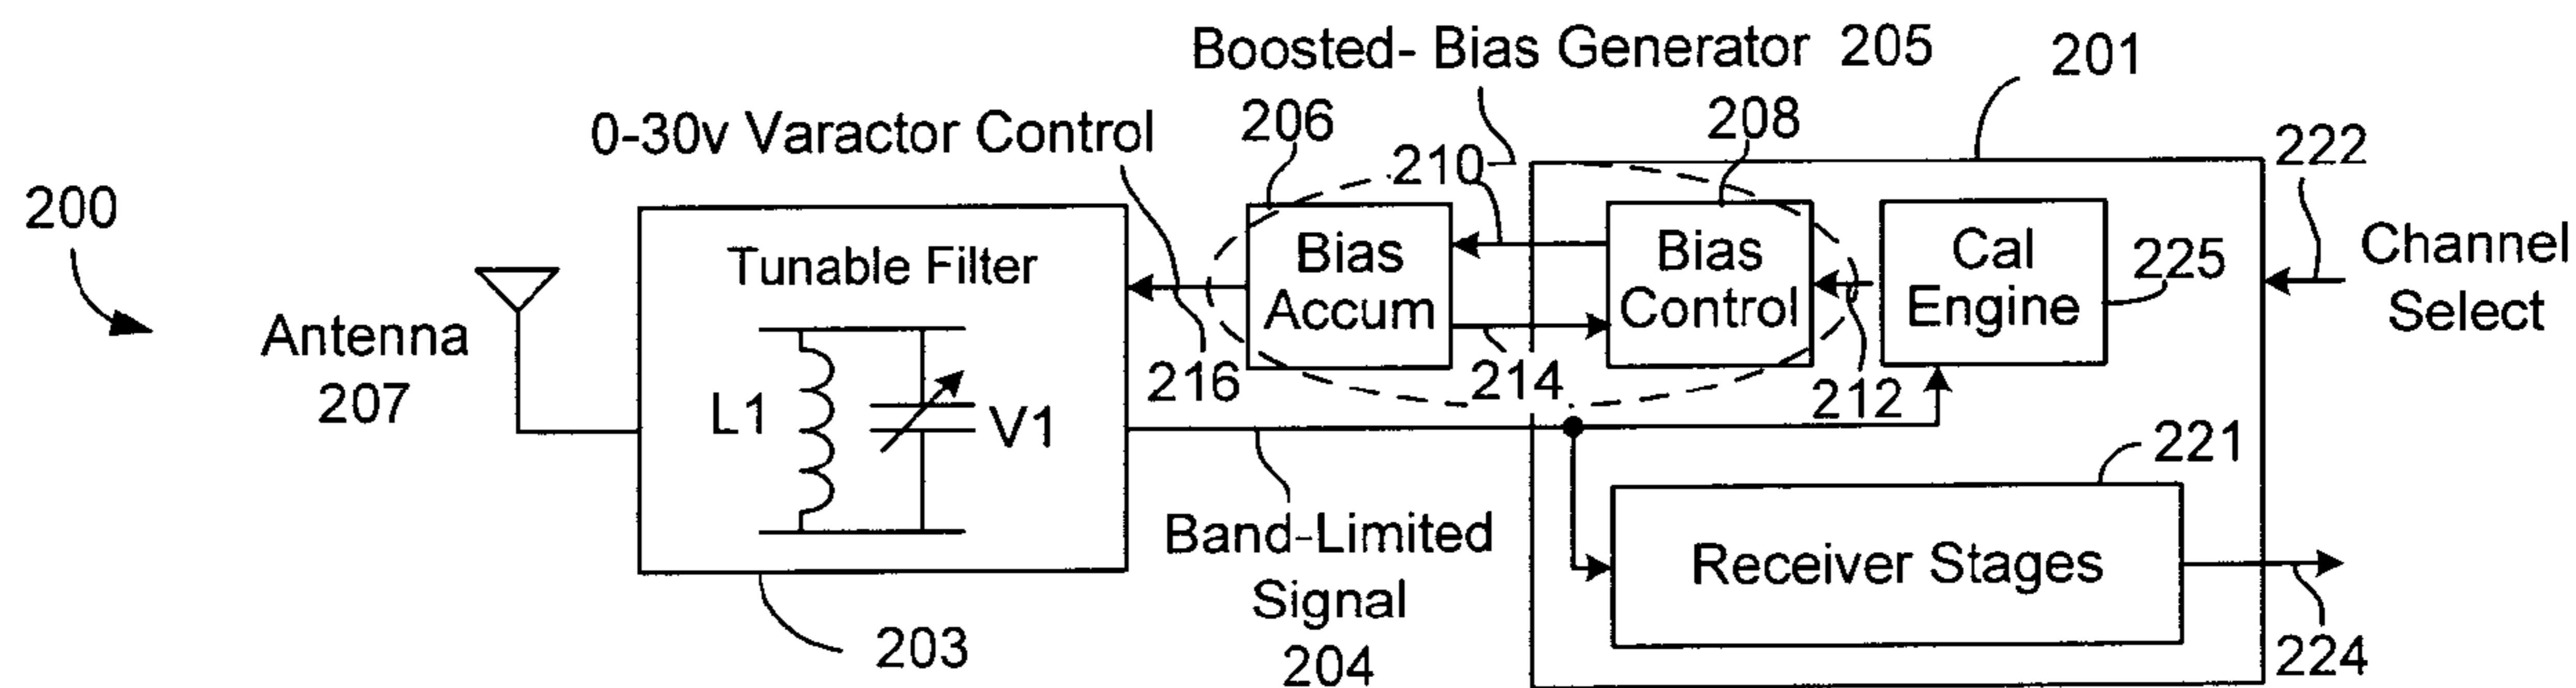 Boosted- Bias Generator 205
201
0-30v Varactor Control
206
208
210
222
200
Tunable Filter
Bias
Accum
Bias
Control
Cal
Engine
225
Channel
Select
Antenna
207
L1
V1
216
214
212
221
Band-Limited
Signal
204
Receiver Stages
203
224